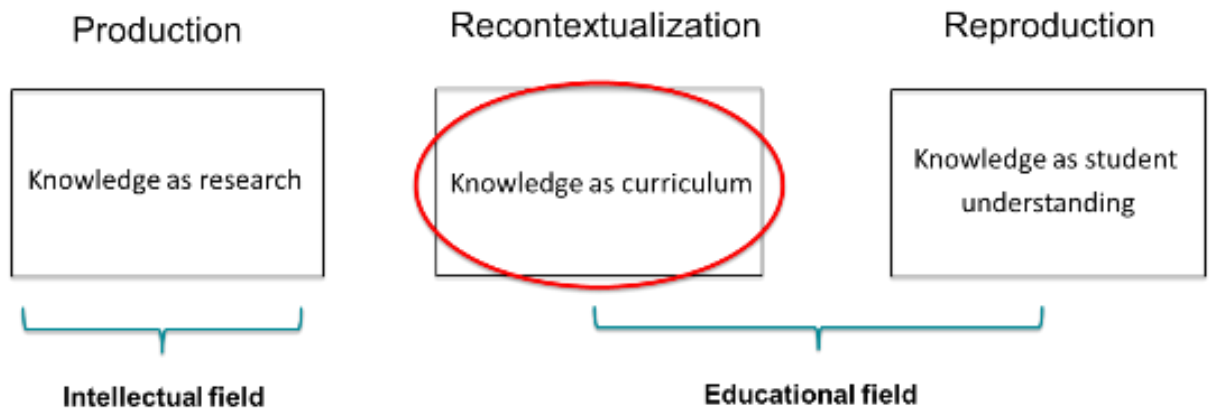 Production
Recontextualization
Reproduction
Knowledge as research
Knowledge as curriculum
Knowledge as student
understanding
Intellectual field
Educational field